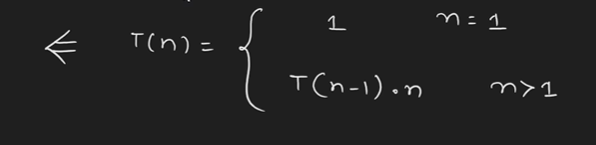 ⇐ T(n) = { 1 n = 1
T(n-1) . n n > 1